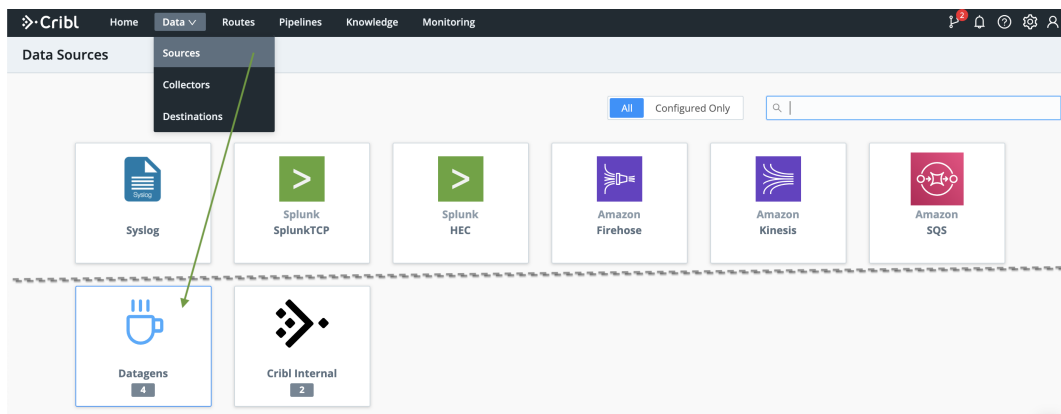 Cribl Home Data Routes Pipelines Knowledge Monitoring 2
Data Sources
Sources
Collectors
Destinations
All Configured Only
Syslog
Syslog
Splunk
SplunkTCP
Splunk
HEC
Amazon
Firehose
Amazon
Kinesis
Amazon
SQS
Datagens
4
Cribl Internal
2